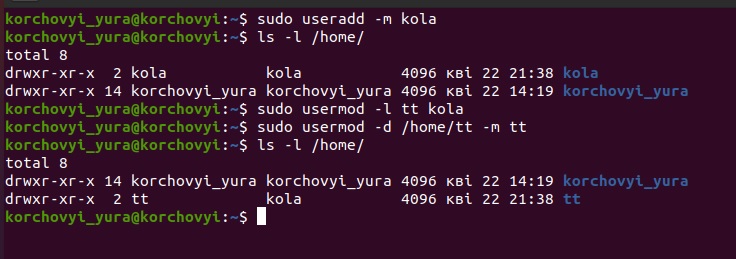 korchovyi_yura@korchovyi:~$ sudo useradd -m kola
korchovyi_yura@korchovyi:~$ ls -l /home/
total 8
drwxr-xr-x  2 kola           kola           4096 кві 22 21:38 kola
drwxr-xr-x 14 korchovyi_yura korchovyi_yura 4096 кві 22 14:19 korchovyi_yura
korchovyi_yura@korchovyi:~$ sudo usermod -l tt kola
korchovyi_yura@korchovyi:~$ sudo usermod -d /home/tt -m tt
korchovyi_yura@korchovyi:~$ ls -l /home/
total 8
drwxr-xr-x 14 korchovyi_yura korchovyi_yura 4096 кві 22 14:19 korchovyi_yura
drwxr-xr-x  2 tt             kola           4096 кві 22 21:38 tt
korchovyi_yura@korchovyi:~$